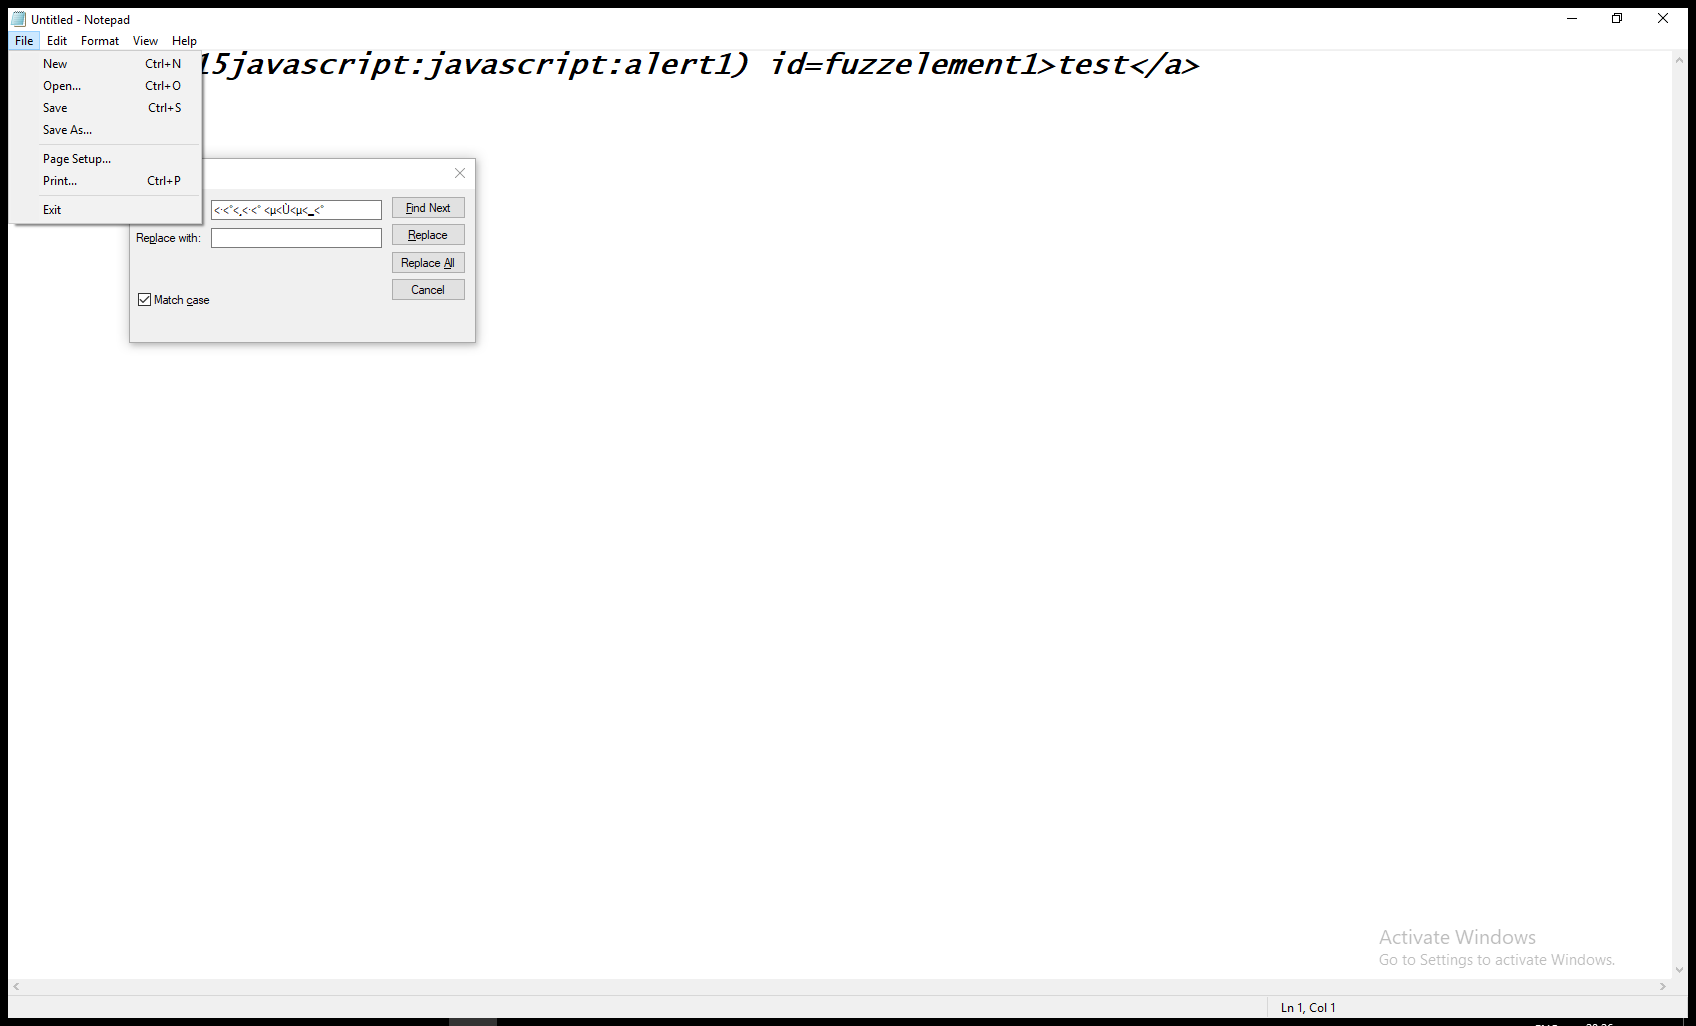 Untitled - Notepad
File Edit Format View Help
15javascript:javascript:alert1) id=fuzzelement1>test</a>
New Ctrl+N
Open... Ctrl+O
Save Ctrl+S
Save As...
Page Setup...
Print... Ctrl+P
Exit
Find Next
Replace with:
Replace
Replace All
Cancel
Match case
Activate Windows
Go to Settings to activate Windows.
Ln 1, Col 1